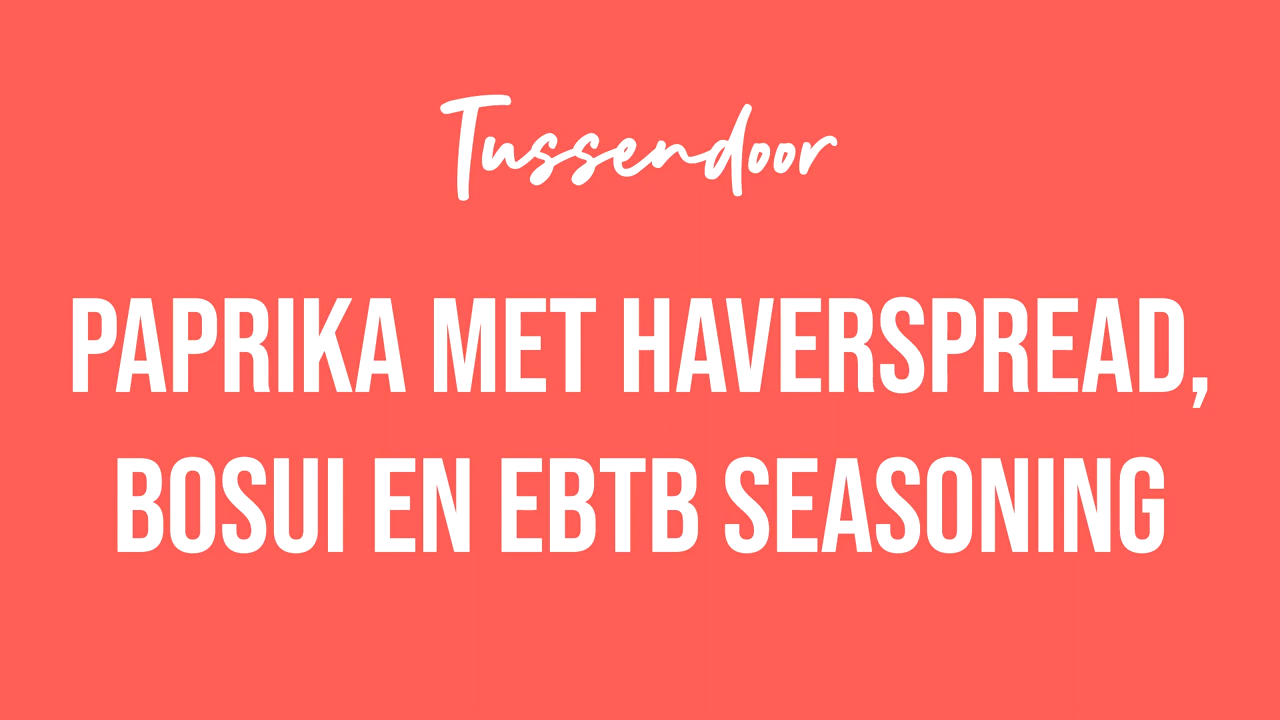 Tussendoor
PAPRIKA MET HAVERSPREAD,
BOSUI EN EBTB SEASONING